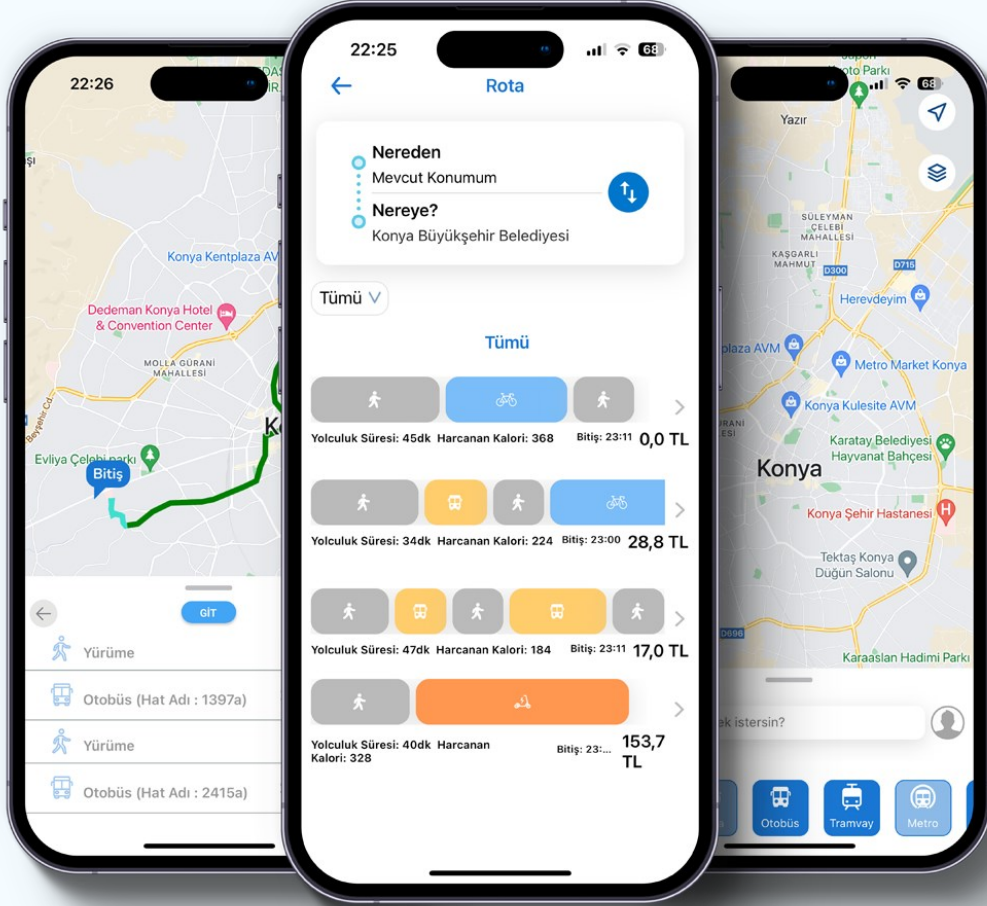 22:26
Konya Kentplaza AV
Dedeman Konya Hotel
& Convention Center
MOLLA GÜRANİ
MAHALLESİ
Beyşehir Cd.
Evliya Çelebi parkı
Bitiş
GİT
Yürüme
Otobüs (Hat Adı : 1397a)
Yürüme
Otobüs (Hat Adı : 2415a)
22:25
68
Rota
Nereden
Mevcut Konumum
Nereye?
Konya Büyükşehir Belediyesi
Tümü
Tümü
Yolculuk Süresi: 45dk Harcanan Kalori: 368 Bitiş: 23:11 0,0 TL
Yolculuk Süresi: 34dk Harcanan Kalori: 224 Bitiş: 23:00 28,8 TL
Yolculuk Süresi: 47dk Harcanan Kalori: 184 Bitiş: 23:11 17,0 TL
Yolculuk Süresi: 40dk Harcanan
Kalori: 328
Bitiş: 23:...
153,7
TL
68
Parkı
Yazır
SÜLEYMAN
ÇELEBİ
MAHALLESİ
KAŞGARLI
MAHMUT
D300
D715
Herevdeyim
plaza AVM
Metro Market Konya
Konya Kulesite AVM
Karatay Belediyesi
Hayvanat Bahçesi
Konya
Konya Şehir Hastanesi
H
Tektaş Konya
Düğün Salonu
D696
Karaaslan Hadimi Parkı
ek istersin?
Otobüs
Tramvay
Metro